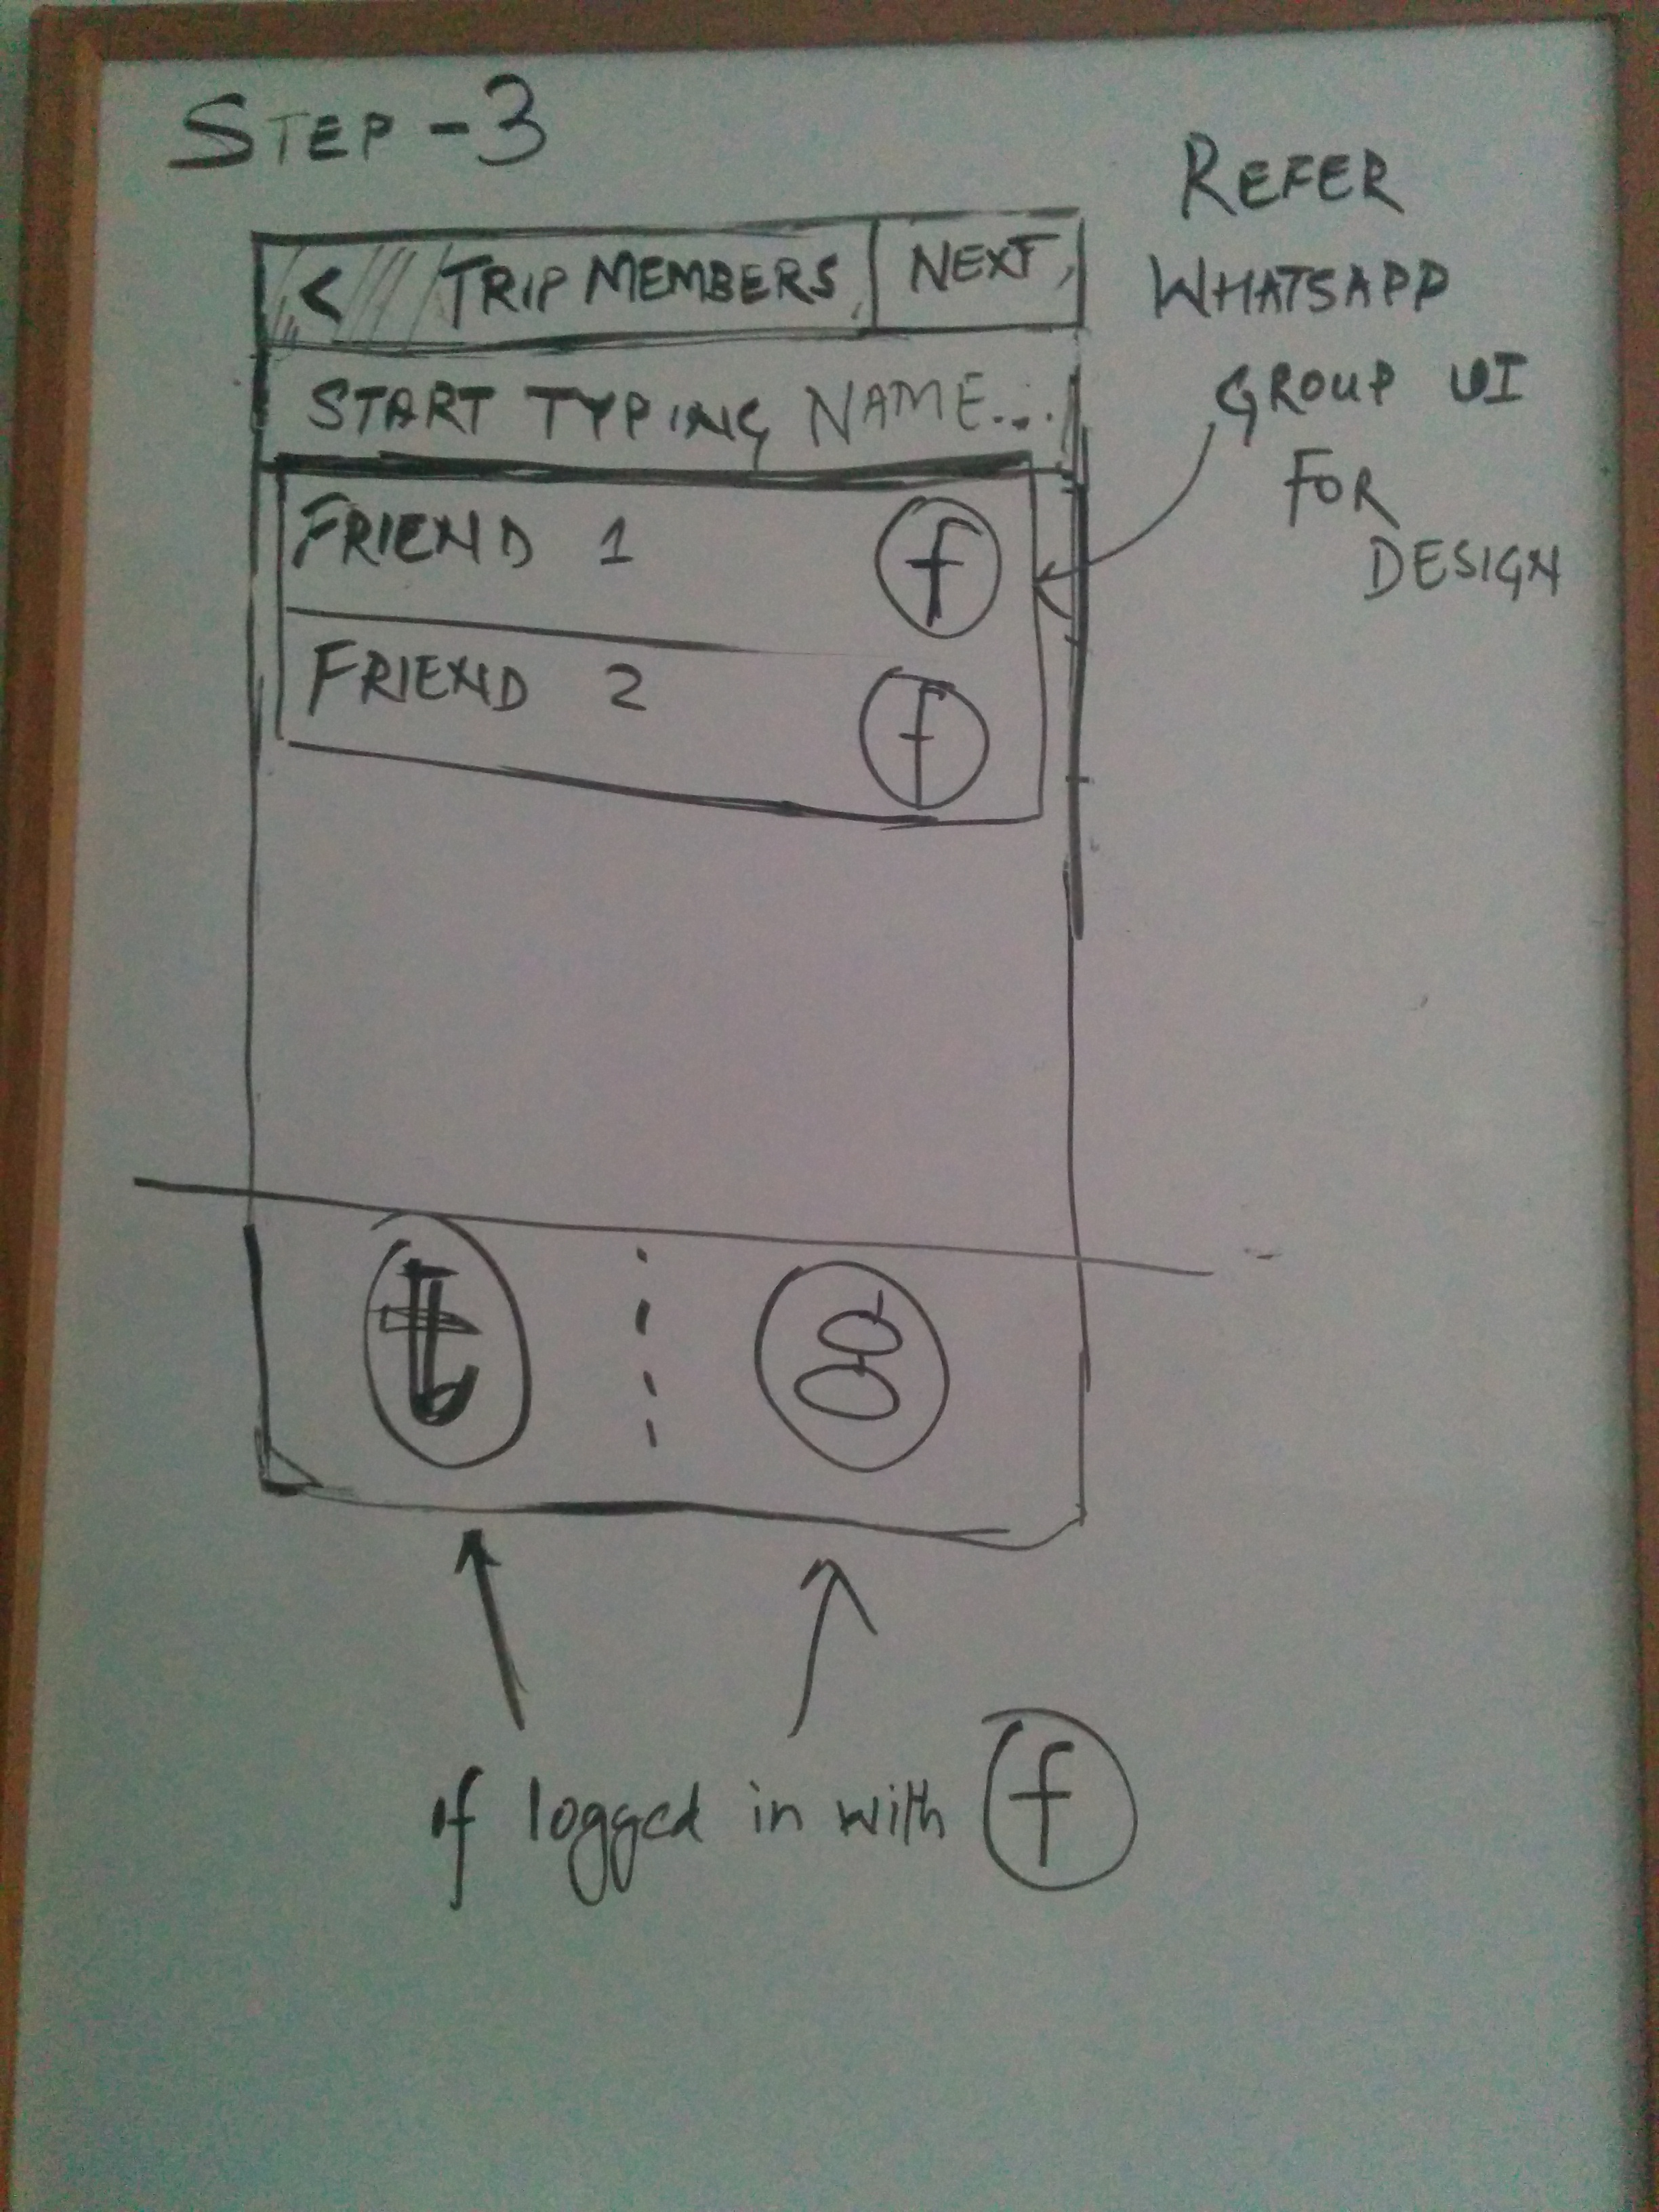 STEP-3
< TRIP MEMBERS NEXT
START TYPING NAME...
FRIEND 1 f
FRIEND 2 f
t g
REFER
WHATSAPP
GROUP UI
FOR
DESIGN
if logged in with f